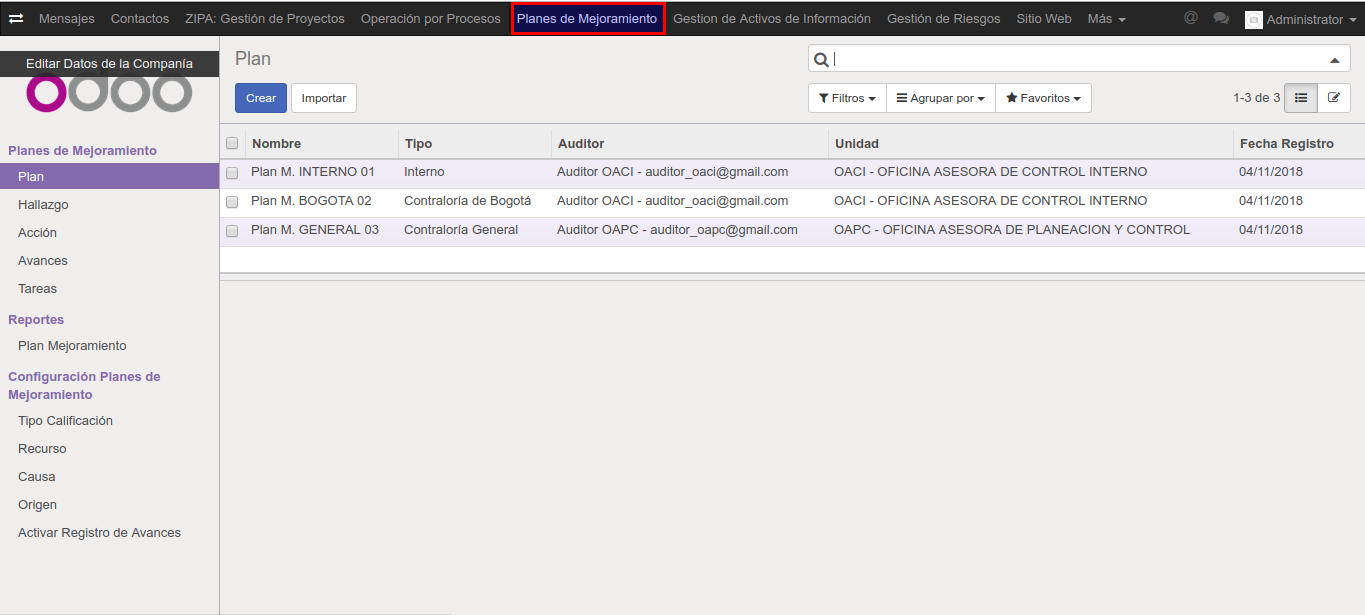 Mensajes Contactos ZIPA: Gestión de Proyectos Operación por Procesos Planes de Mejoramiento Gestion de Activos de Información Gestión de Riesgos Sitio Web Más @ Administrator
Editar Datos de la Compañía
odoo
Planes de Mejoramiento
Plan
Hallazgo
Acción
Avances
Tareas
Reportes
Plan Mejoramiento
Configuración Planes de
Mejoramiento
Tipo Calificación
Recurso
Causa
Origen
Activar Registro de Avances
Plan
Crear Importar
Filtros Agrupar por Favoritos 1-3 de 3
Nombre Tipo Auditor Unidad Fecha Registro
Plan M. INTERNO 01 Interno Auditor OACI - auditor_oaci@gmail.com OACI - OFICINA ASESORA DE CONTROL INTERNO 04/11/2018
Plan M. BOGOTA 02 Contraloría de Bogotá Auditor OACI - auditor_oaci@gmail.com OACI - OFICINA ASESORA DE CONTROL INTERNO 04/11/2018
Plan M. GENERAL 03 Contraloría General Auditor OAPC - auditor_oapc@gmail.com OAPC - OFICINA ASESORA DE PLANEACION Y CONTROL 04/11/2018